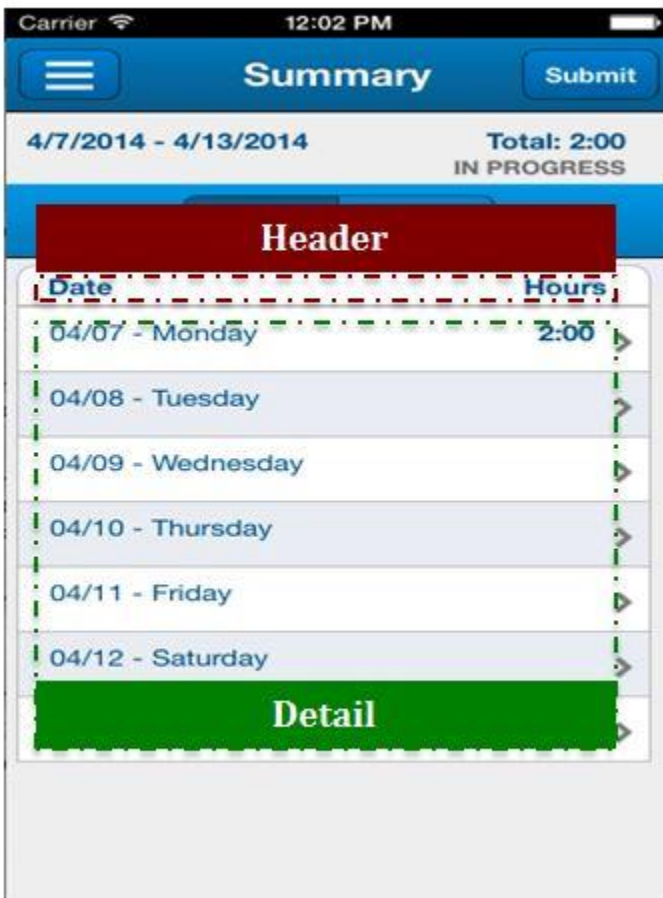 Carrier 12:02 PM
Summary Submit
4/7/2014 - 4/13/2014 Total: 2:00
IN PROGRESS
Header
Date Hours
04/07 - Monday 2:00
04/08 - Tuesday
04/09 - Wednesday
04/10 - Thursday
04/11 - Friday
04/12 - Saturday
Detail